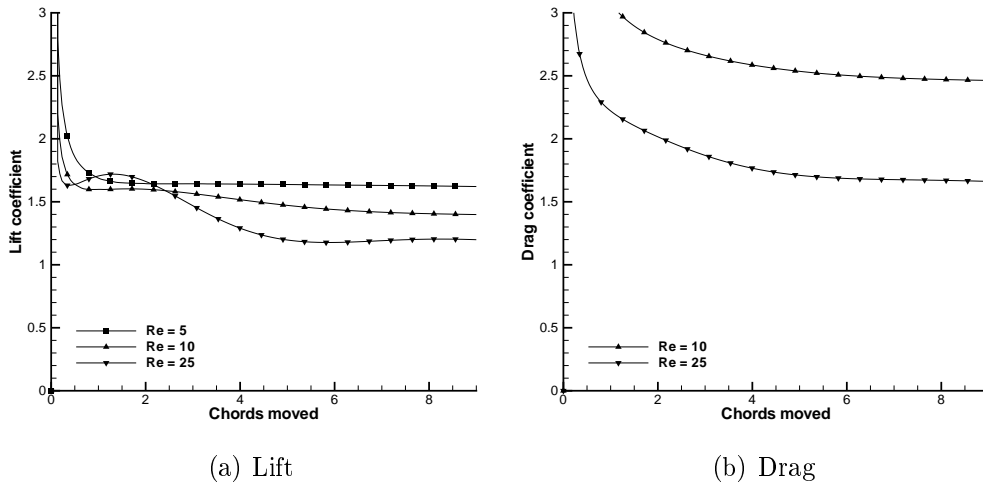 3
2.5
2
1.5
1
0.5
0
0 2 4 6 8
Lift coefficient
Chords moved
Re = 5
Re = 10
Re = 25
(a) Lift
3
2.5
2
1.5
1
0.5
0
0 2 4 6 8
Drag coefficient
Chords moved
Re = 10
Re = 25
(b) Drag